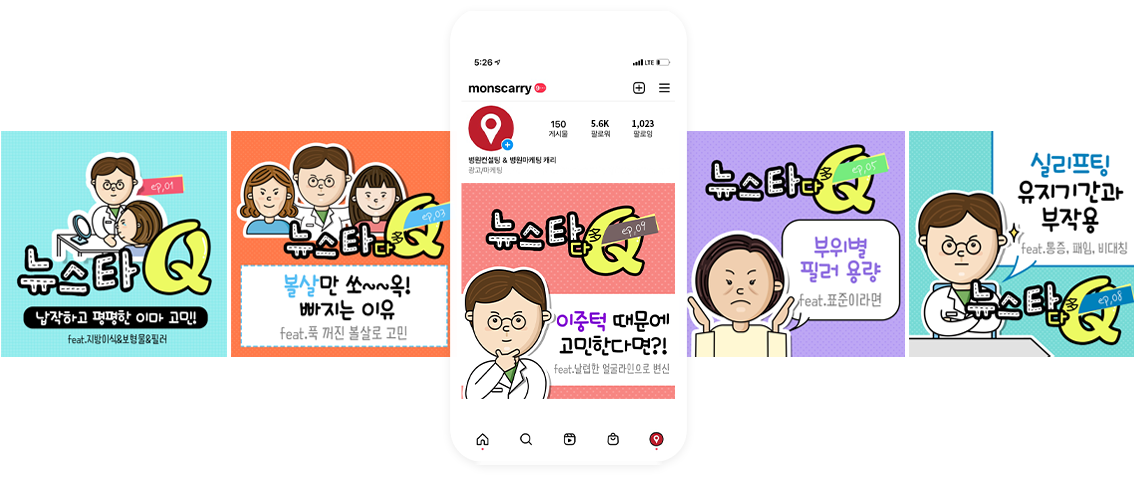 ep.01
뉴스타Q
납작하고 평평한 이마 고민!
feat.지방이식&보형물&필러
뉴스타다多Q
ep.03
볼살만 쏘~~옥!
빠지는 이유
feat.푹 꺼진 볼살로 고민
5:26
LTE
monscarry
9+
150
5.6K
1,023
게시물
팔로워
팔로잉
병원컨설팅 & 병원마케팅 캐리
광고/마케팅
뉴스타다多Q
ep.09
이중턱 때문에
고민한다면?!
feat.날렵한 얼굴라인으로 변신
뉴스타다多Q
ep.05
부위별
필러 용량
feat.표준이라면
실리프팅
유지기간과
부작용
feat.통증, 패임, 비대칭
뉴스타다多Q
ep.08